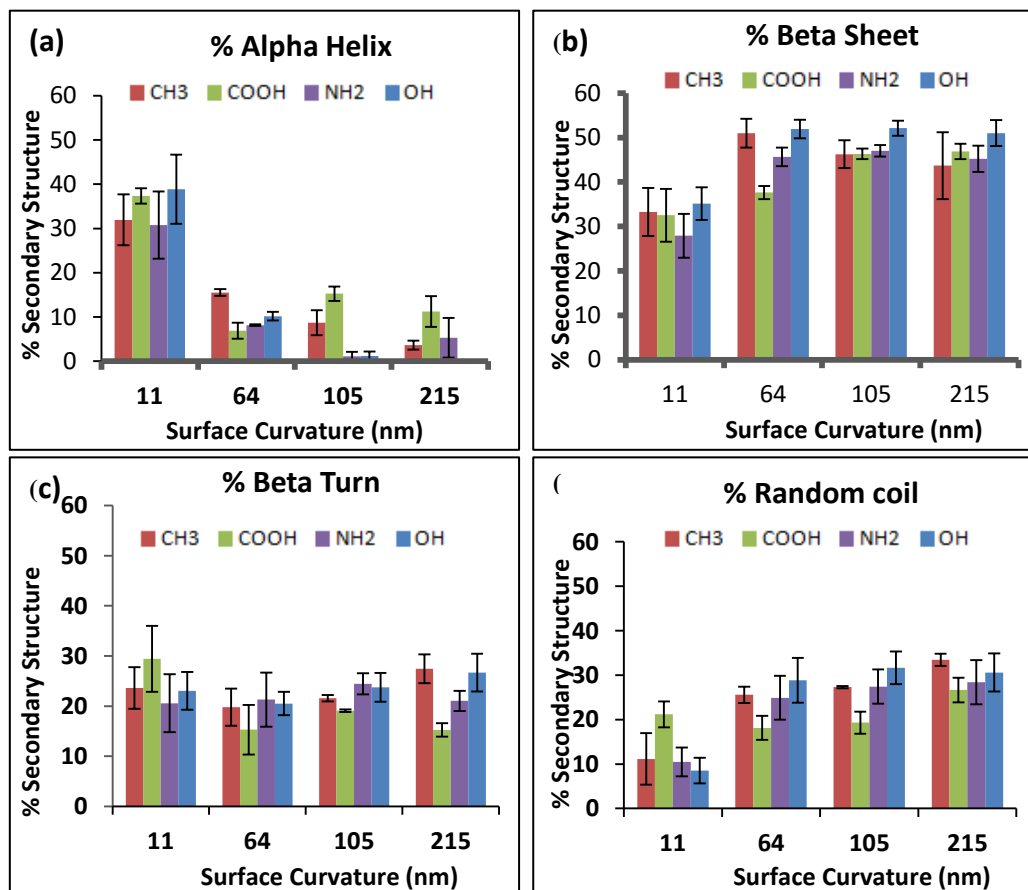 (a)
% Alpha Helix
CH3 COOH NH2 OH
% Secondary Structure
60
50
40
30
20
10
0
11 64 105 215
Surface Curvature (nm)
(b)
% Beta Sheet
CH3 COOH NH2 OH
% Secondary Structure
60
50
40
30
20
10
0
11 64 105 215
Surface Curvature (nm)
(c)
% Beta Turn
CH3 COOH NH2 OH
% Secondary Structure
60
50
40
30
20
10
0
11 64 105 215
Surface Curvature (nm)
(
% Random coil
CH3 COOH NH2 OH
% Secondary Structure
60
50
40
30
20
10
0
11 64 105 215
Surface Curvature (nm)